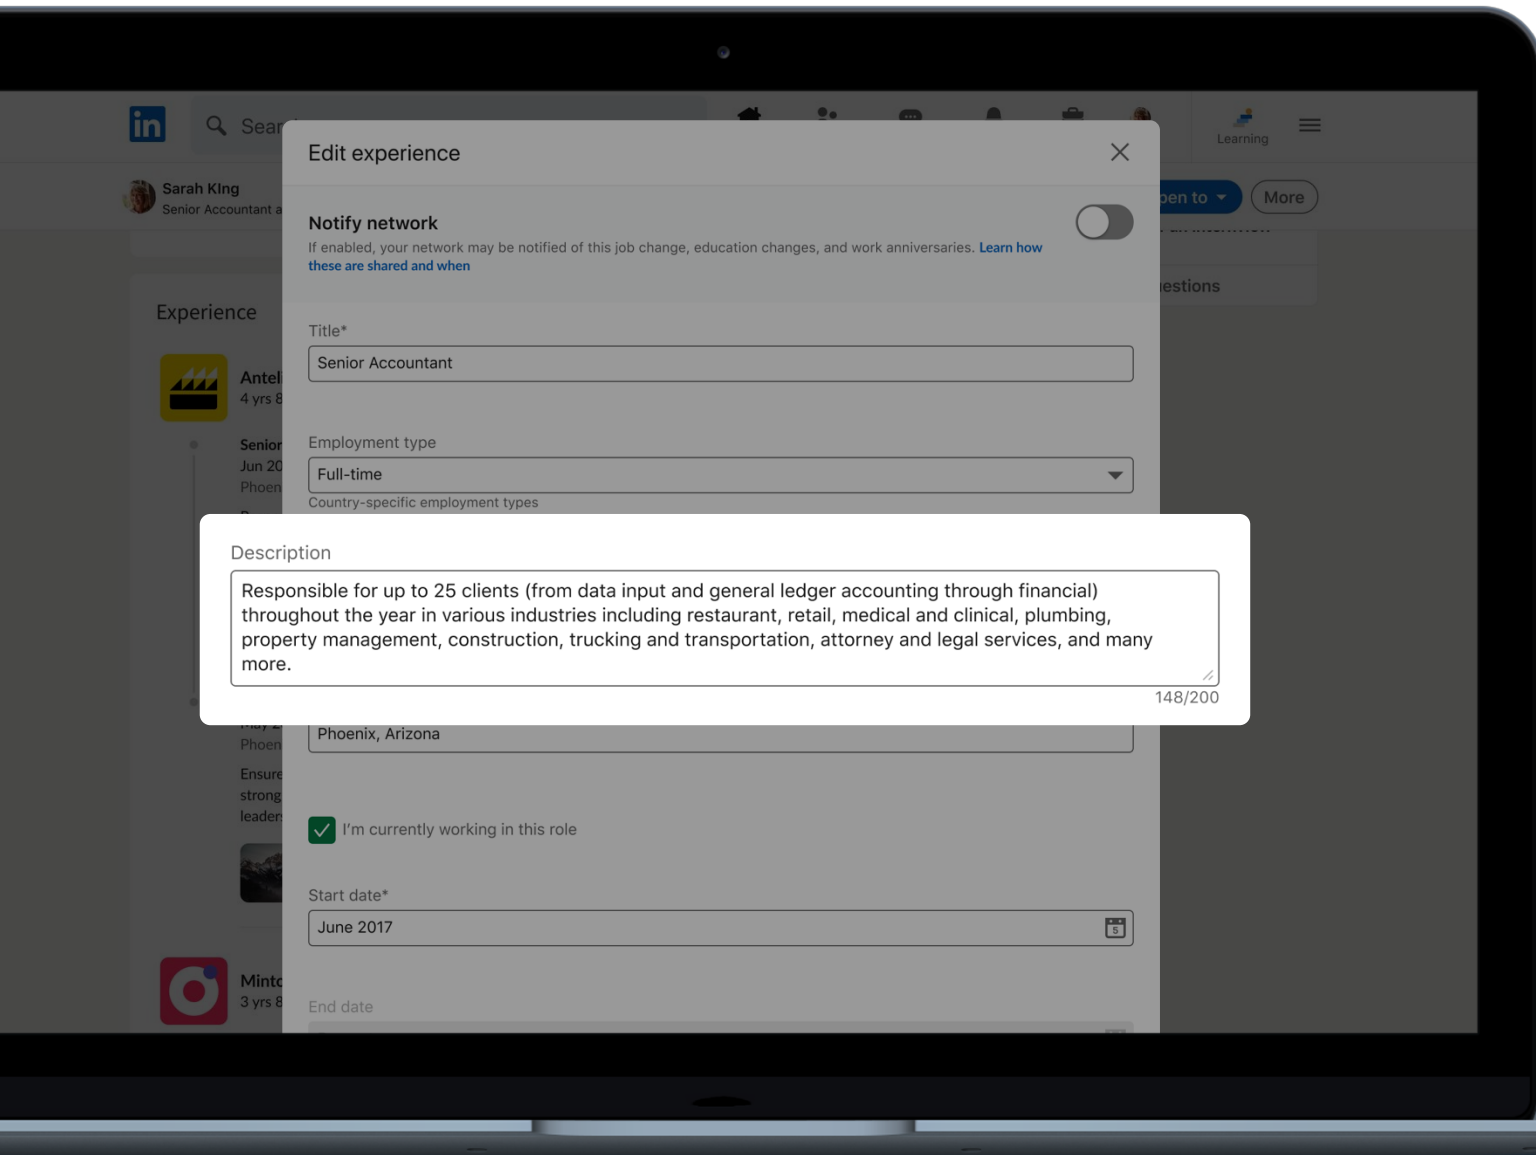 in
Sear
Learning
Sarah KIng
Senior Accountant a
pen to
More
Edit experience
Notify network
If enabled, your network may be notified of this job change, education changes, and work anniversaries. Learn how
these are shared and when
estions
Experience
Anteli
4 yrs 8
Senior
Jun 20
Phoen
Title*
Senior Accountant
Employment type
Full-time
Country-specific employment types
Description
Responsible for up to 25 clients (from data input and general ledger accounting through financial)
throughout the year in various industries including restaurant, retail, medical and clinical, plumbing,
property management, construction, trucking and transportation, attorney and legal services, and many
more.
148/200
Phoenix, Arizona
Phoen
Ensure
strong
leader
I'm currently working in this role
Start date*
June 2017
5
Minto
3 yrs 8
End date